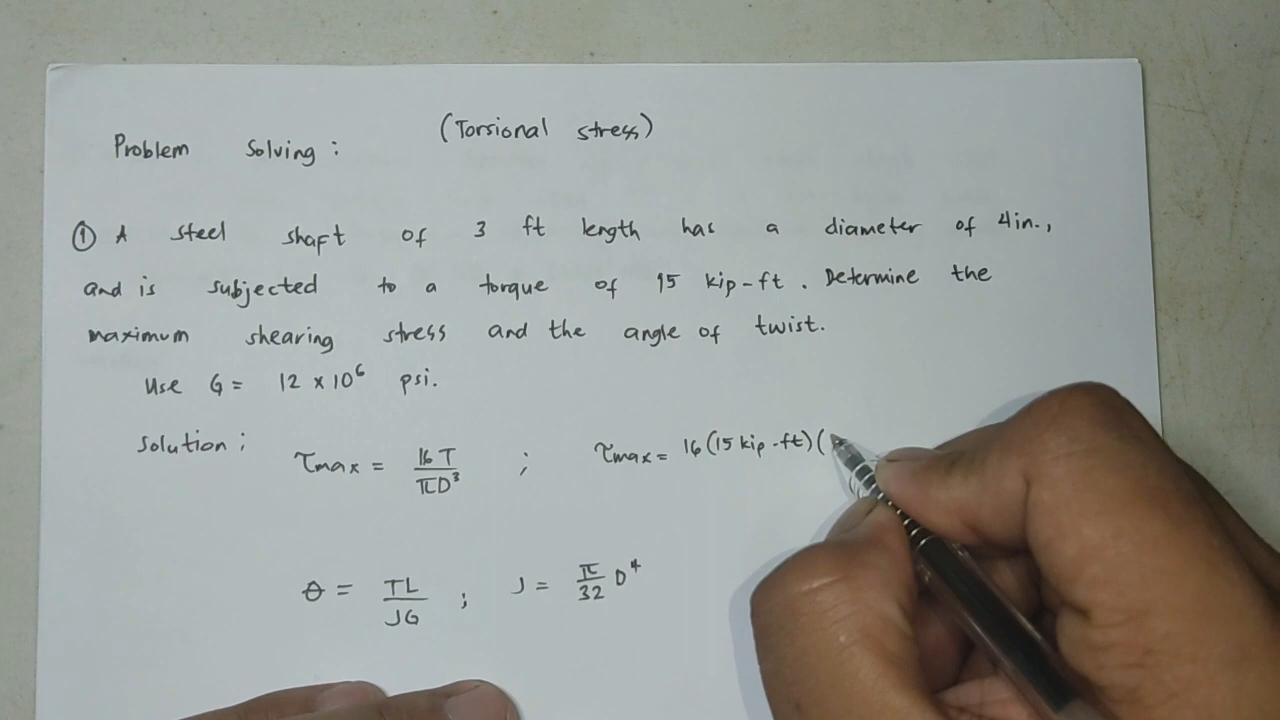 Problem Solving : (Torsional stress)
① A steel shaft of 3 ft length has a diameter of 4in.,
and is subjected to a torque of 15 kip-ft . Determine the
maximum shearing stress and the angle of twist.
Use G = 12 × 10⁶ psi.
Solution ; τmax = 16T / πD³ ; τmax = 16 (15 kip-ft) (
θ = TL / JG ; J = π/32 D⁴